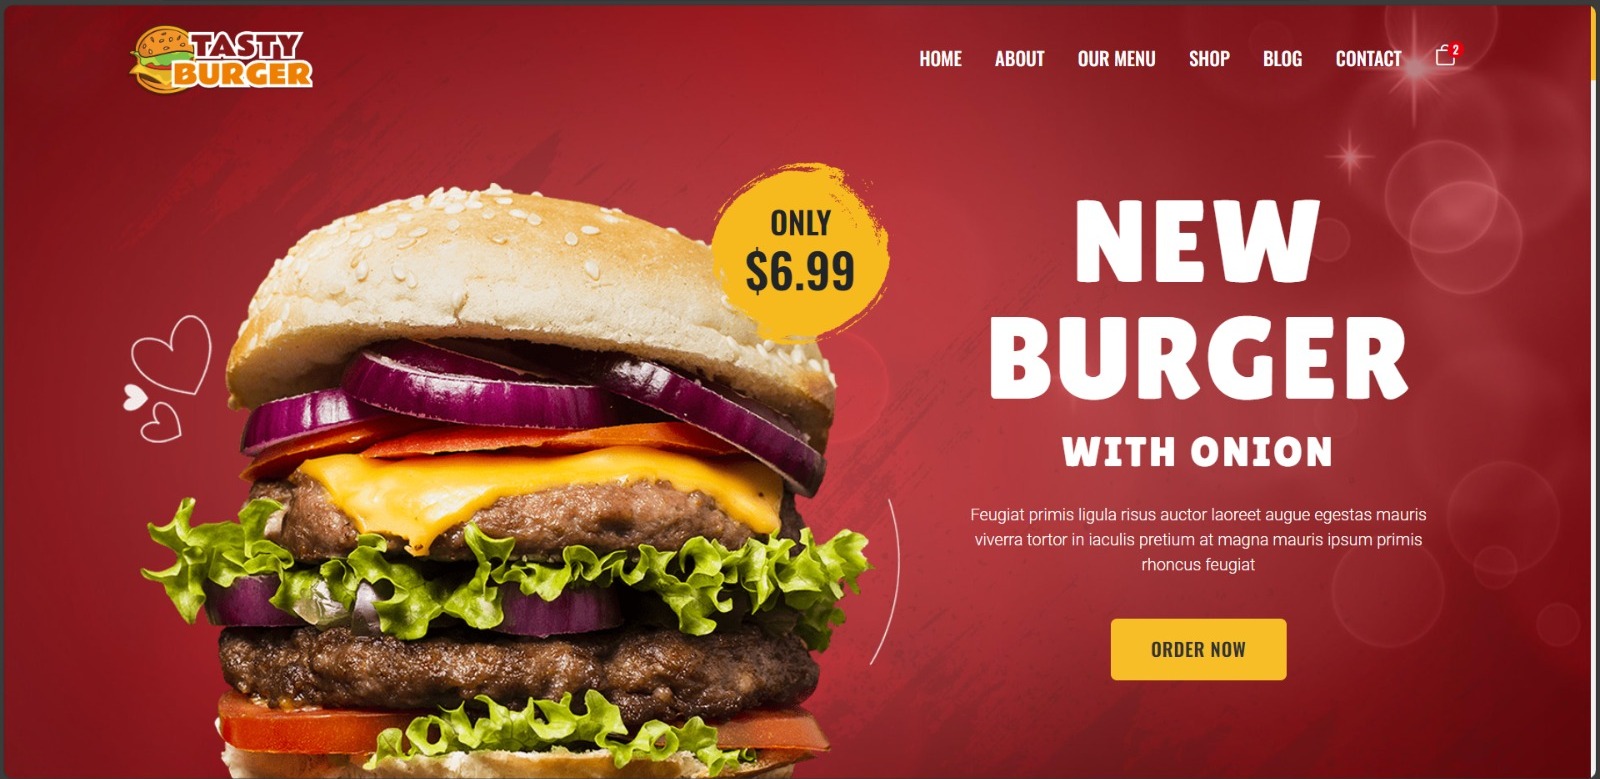 TASTY
BURGER
HOME ABOUT OUR MENU SHOP BLOG CONTACT 2
ONLY
$6.99
NEW
BURGER
WITH ONION
Feugiat primis ligula risus auctor laoreet augue egestas mauris
viverra tortor in iaculis pretium at magna mauris ipsum primis
rhoncus feugiat
ORDER NOW